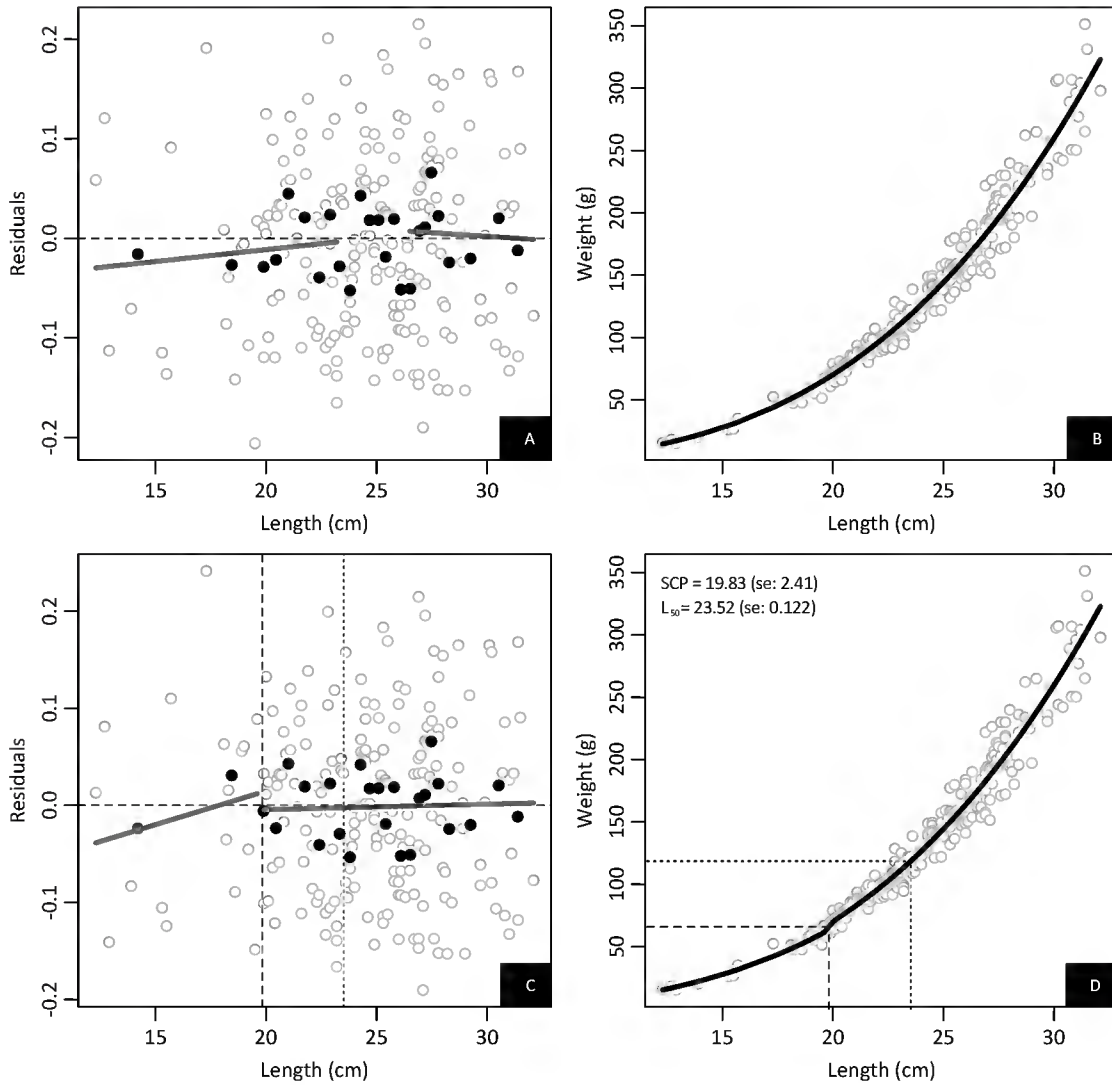 0.2
0.1
0.0
-0.1
-0.2
Residuals
15 20 25 30
Length (cm)
A
350
300
250
200
150
100
50
Weight (g)
15 20 25 30
Length (cm)
B
0.2
0.1
0.0
-0.1
-0.2
Residuals
15 20 25 30
Length (cm)
C
SCP = 19.83 (se: 2.41)
L50= 23.52 (se: 0.122)
350
300
250
200
150
100
50
Weight (g)
15 20 25 30
Length (cm)
D